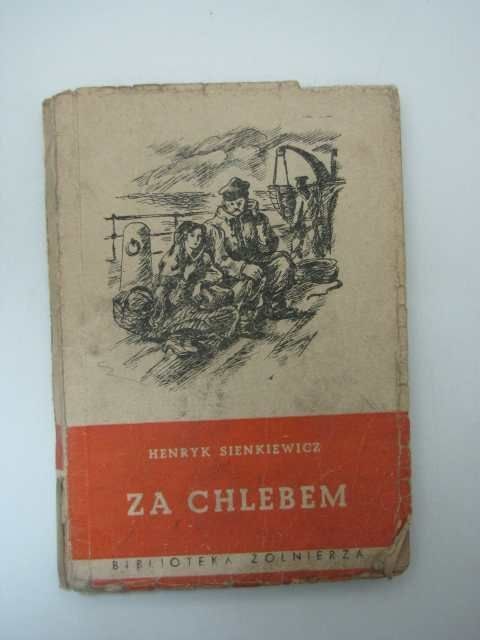 HENRYK SIENKIEWICZ
ZA CHLEBEM
BIBLIOTEKA ŻOŁNIERZA